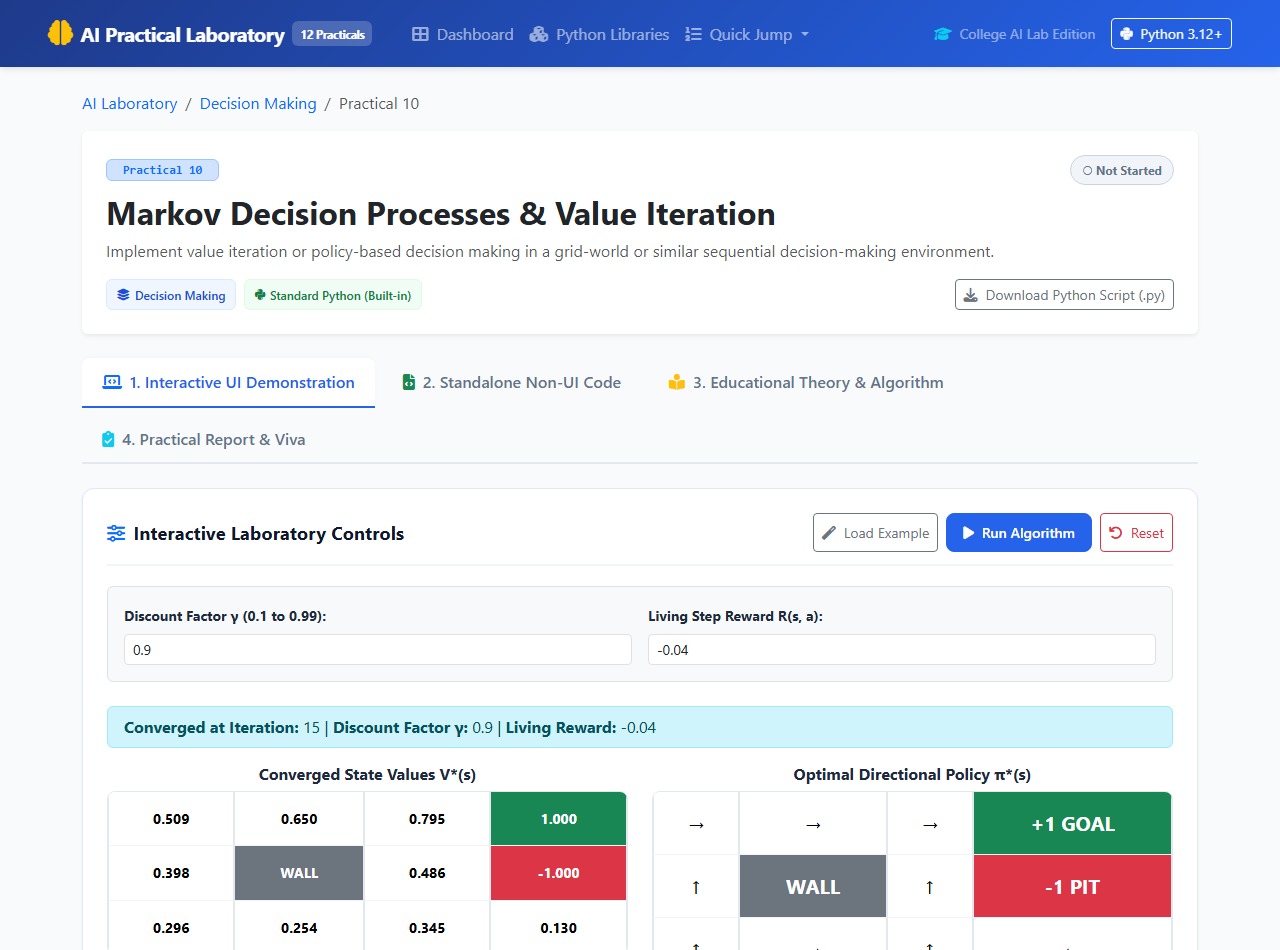 AI Practical Laboratory 12 Practicals Dashboard Python Libraries Quick Jump College AI Lab Edition Python 3.12+
AI Laboratory / Decision Making / Practical 10
Practical 10 Not Started
Markov Decision Processes & Value Iteration
Implement value iteration or policy-based decision making in a grid-world or similar sequential decision-making environment.
Decision Making Standard Python (Built-in) Download Python Script (.py)
1. Interactive UI Demonstration 2. Standalone Non-UI Code 3. Educational Theory & Algorithm
4. Practical Report & Viva
Interactive Laboratory Controls Load Example Run Algorithm Reset
Discount Factor γ (0.1 to 0.99): Living Step Reward R(s, a):
0.9 -0.04
Converged at Iteration: 15 | Discount Factor γ: 0.9 | Living Reward: -0.04
Converged State Values V*(s) Optimal Directional Policy π*(s)
0.509 0.650 0.795 1.000 → → → +1 GOAL
0.398 WALL 0.486 -1.000 ↑ WALL ↑ -1 PIT
0.296 0.254 0.345 0.130